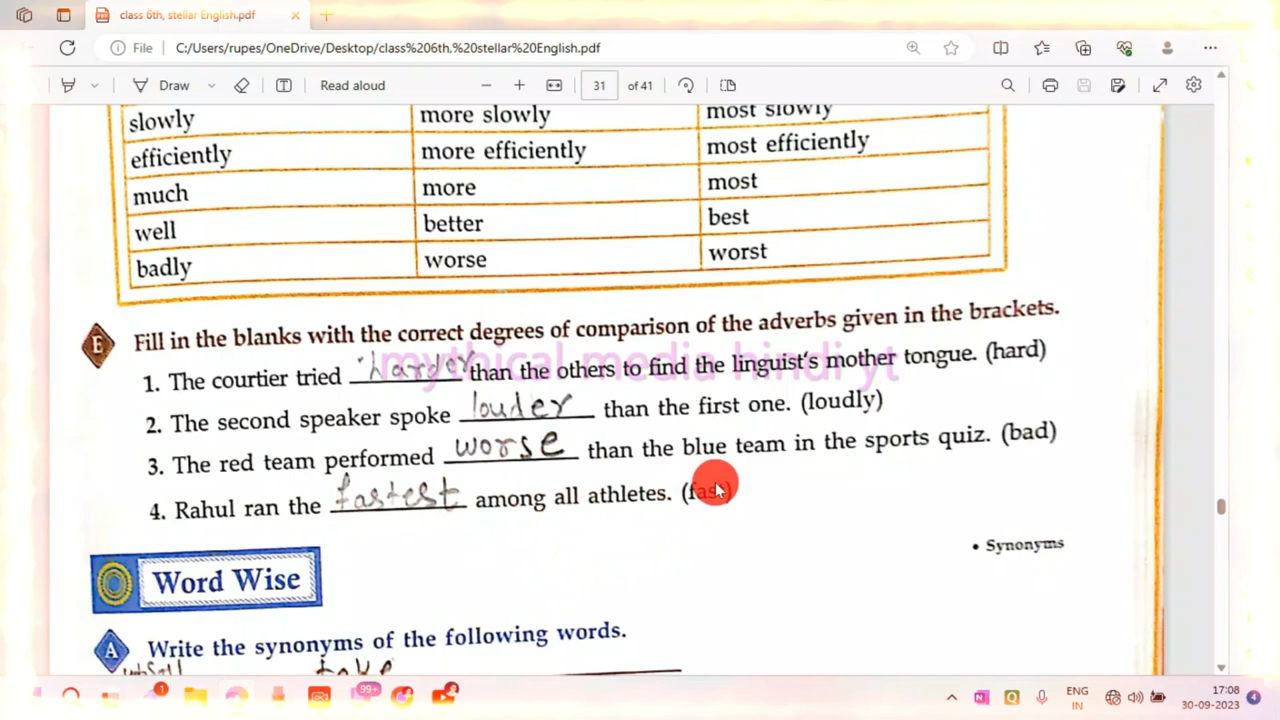 class 6th, stellar English.pdf
File C:/Users/rupes/OneDrive/Desktop/class%206th,%20stellar%20English.pdf
Draw Read aloud 31 of 41
slowly more slowly most slowly
efficiently more efficiently most efficiently
much more most
well better best
badly worse worst
E Fill in the blanks with the correct degrees of comparison of the adverbs given in the brackets.
mythical media hindi yt
1. The courtier tried harder than the others to find the linguist's mother tongue. (hard)
2. The second speaker spoke louder than the first one. (loudly)
3. The red team performed worse than the blue team in the sports quiz. (bad)
4. Rahul ran the fastest among all athletes. (fast)
• Synonyms
Word Wise
A Write the synonyms of the following words.
1 99+ 2
ENG 17:08 4
IN 30-09-2023